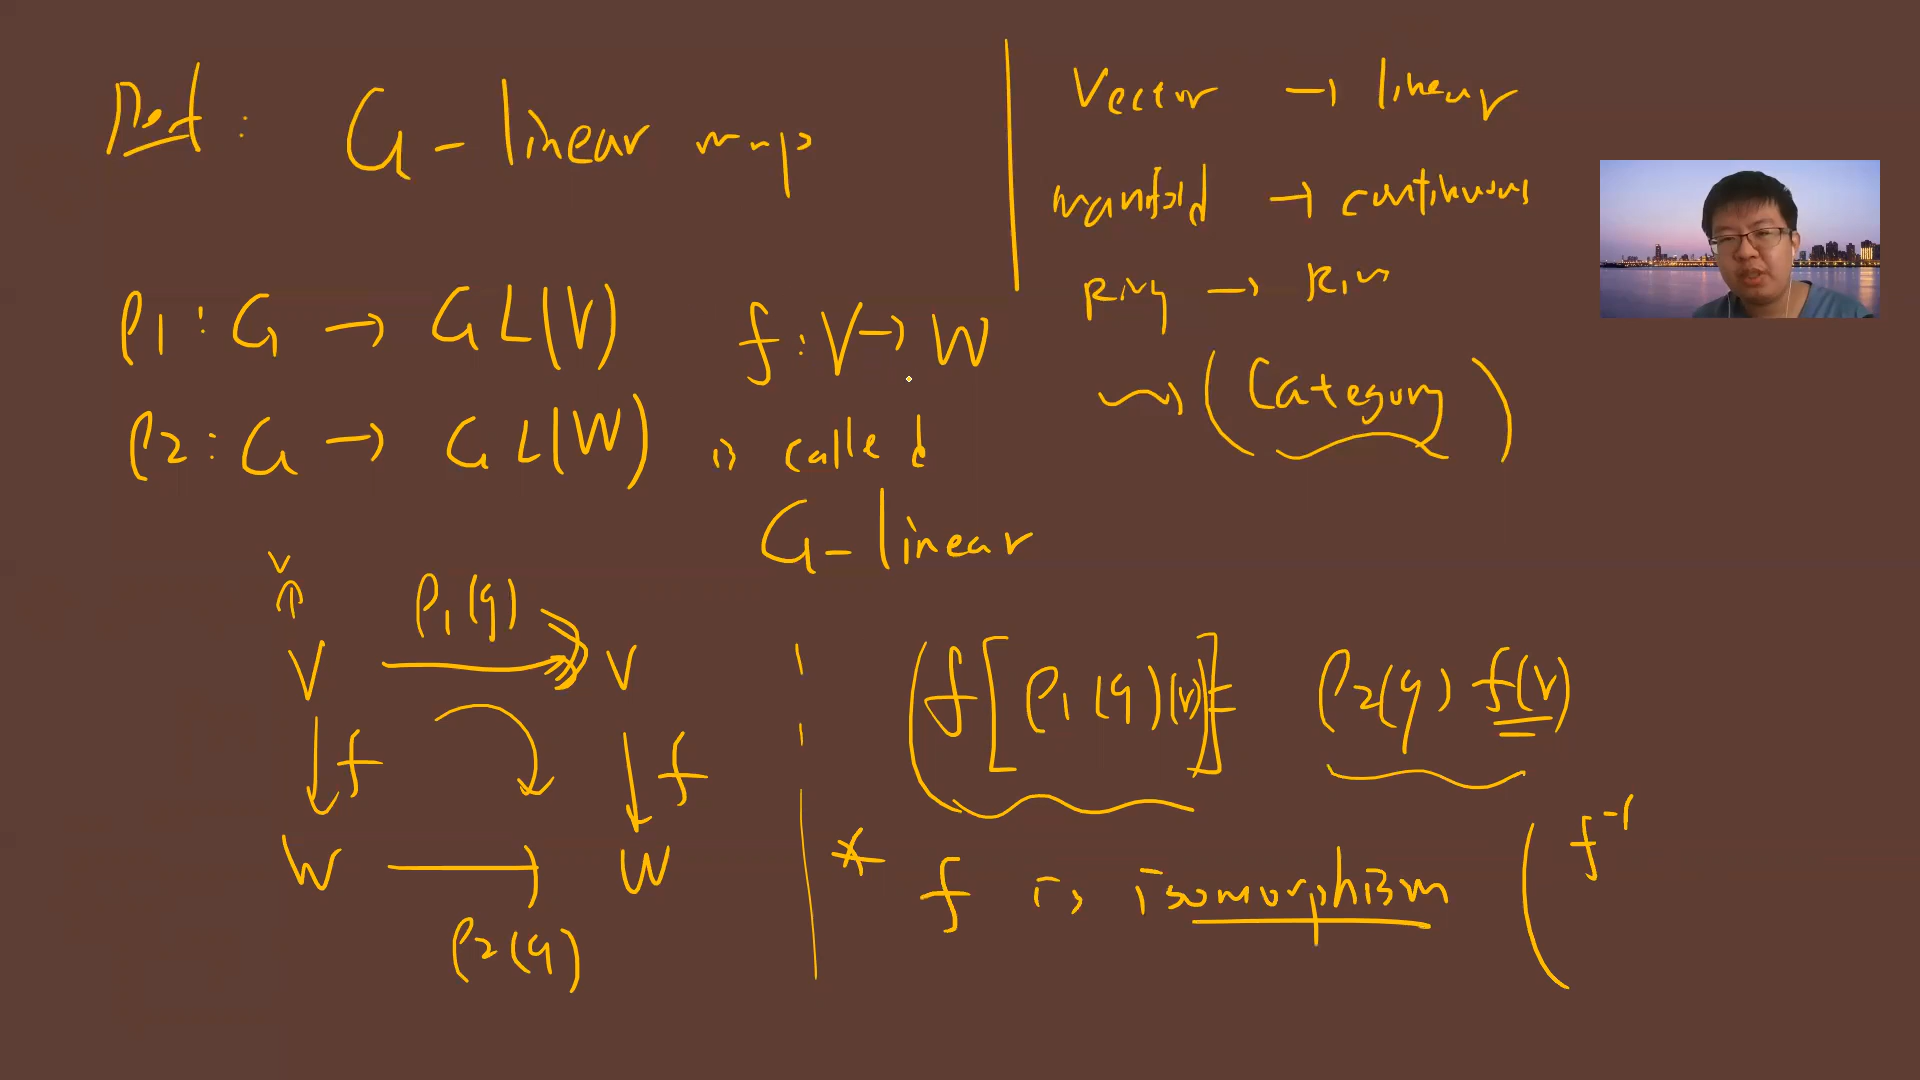 Def: G-linear map
ρ1: G → GL(V)
ρ2: G → GL(W)
f: V → W
is called
G-linear
Vector → linear
manifold → continuous
Ring → Rin
⇝ (Category)
v
V ρ1(g) V
f f
W W
ρ2(g)
f[ρ1(g)(v)] = ρ2(g) f(v)
* f is isomorphism (f⁻¹